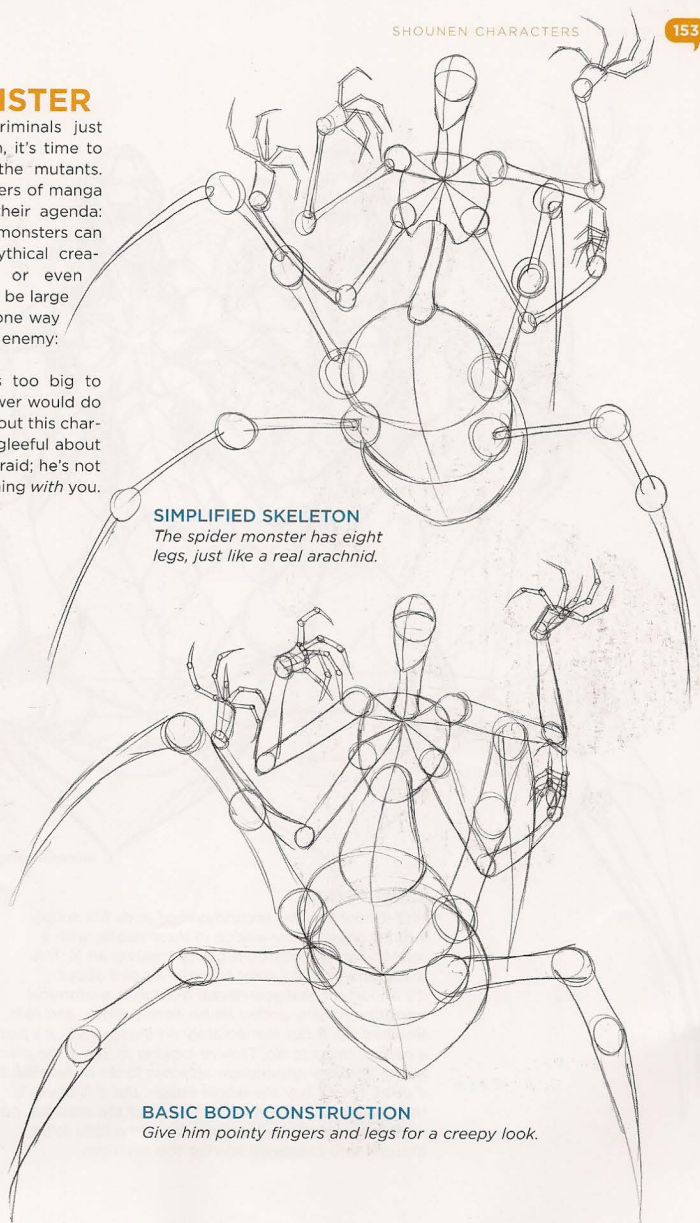 SHOUNEN CHARACTERS
153
ISTER
riminals just
n, it's time to
the mutants.
ers of manga
their agenda:
monsters can
ythical crea-
or even
be large
one way
enemy:
s too big to
wer would do
out this char-
gleeful about
raid; he's not
ning with you.
SIMPLIFIED SKELETON
The spider monster has eight
legs, just like a real arachnid.
BASIC BODY CONSTRUCTION
Give him pointy fingers and legs for a creepy look.